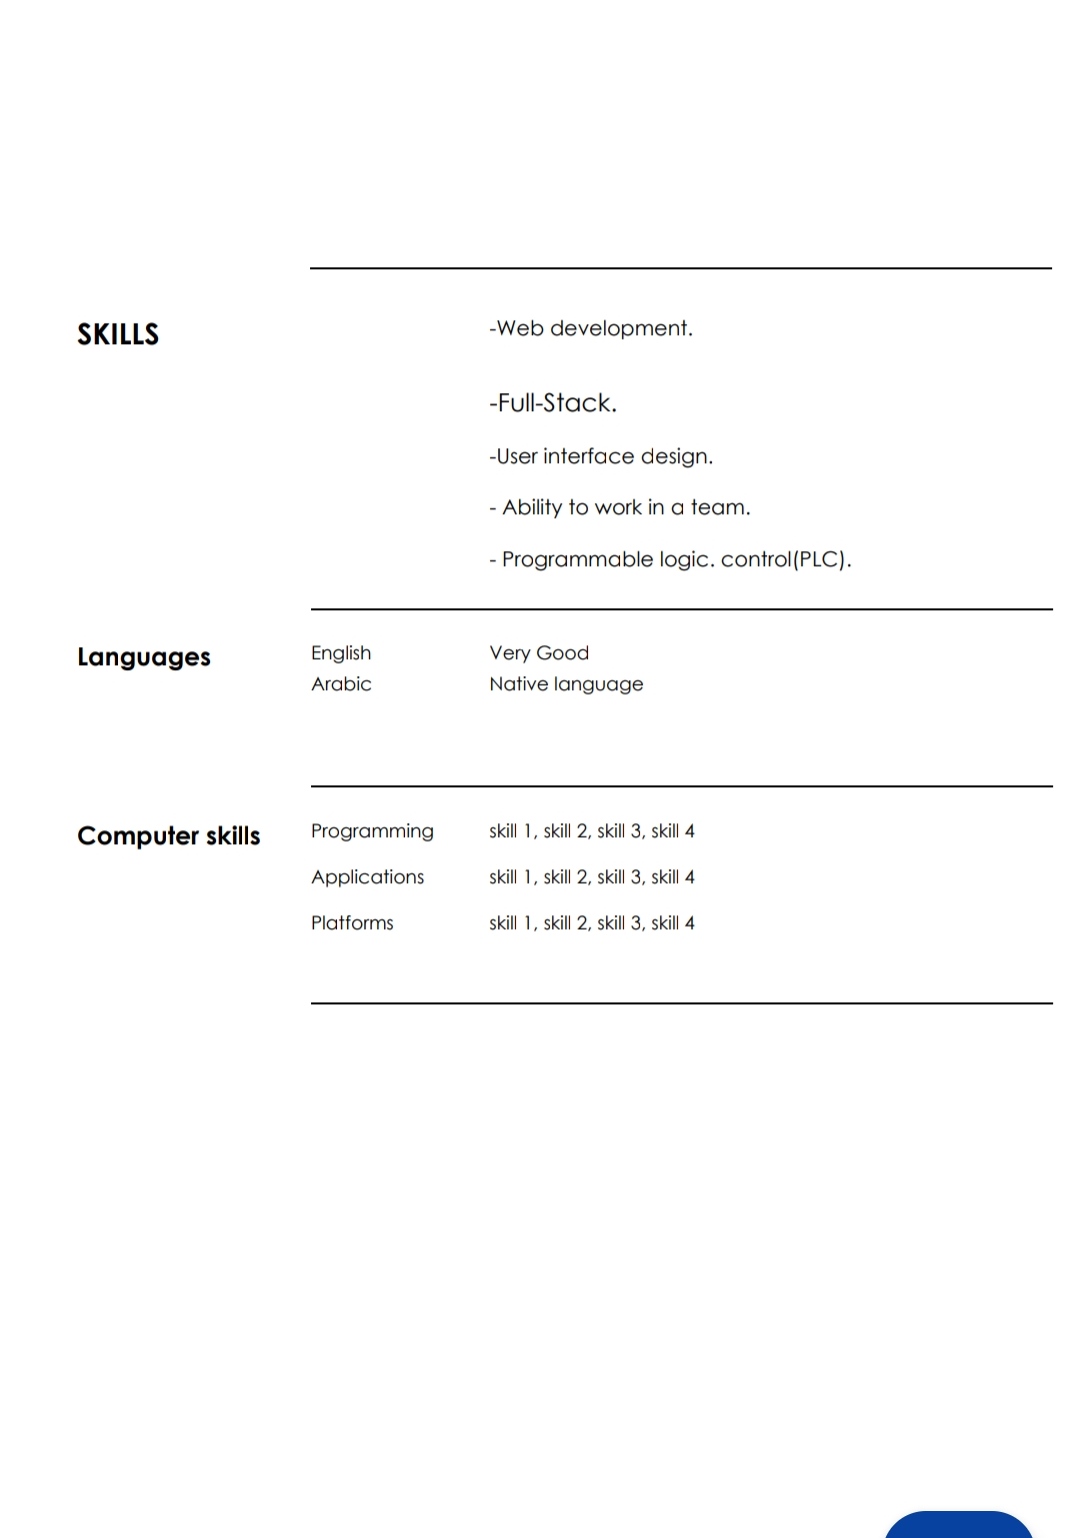 SKILLS
-Web development.
-Full-Stack.
-User interface design.
- Ability to work in a team.
- Programmable logic. control(PLC).
Languages
English Very Good
Arabic Native language
Computer skills
Programming skill 1, skill 2, skill 3, skill 4
Applications skill 1, skill 2, skill 3, skill 4
Platforms skill 1, skill 2, skill 3, skill 4